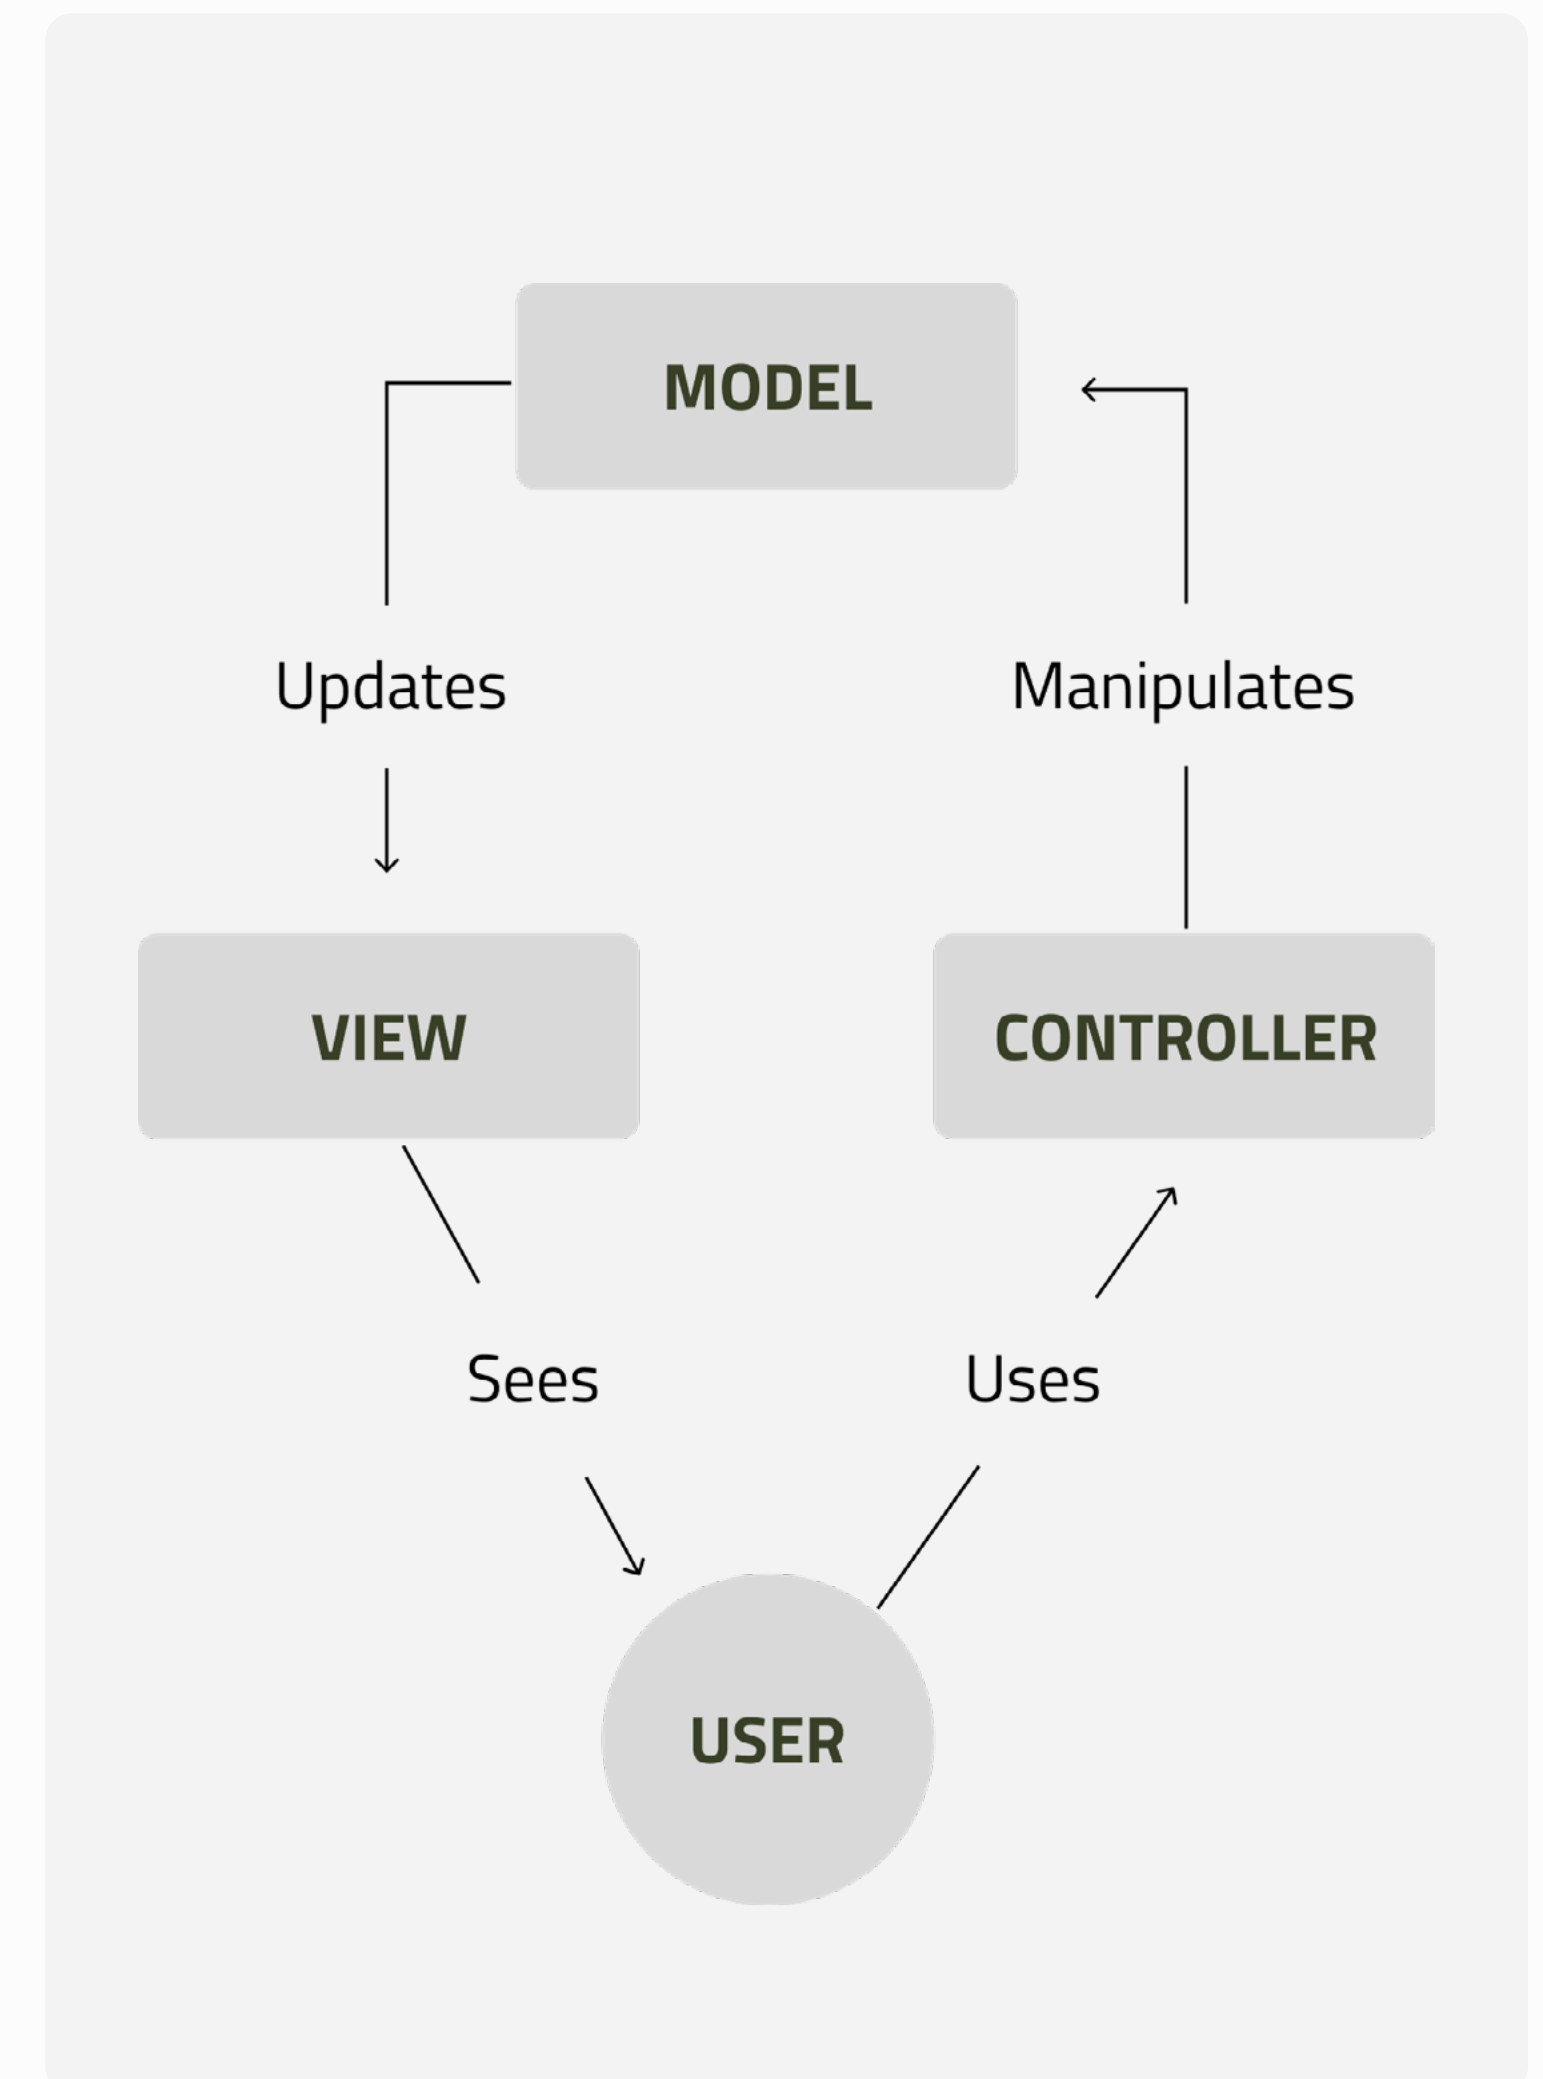 MODEL
Updates
Manipulates
VIEW
CONTROLLER
Sees
Uses
USER